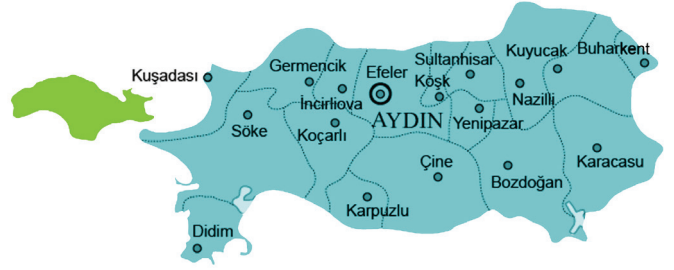 Kuşadası
Söke
Didim
Germencik
İncirliova
Koçarlı
Efeler
AYDIN
Karpuzlu
Çine
Sultanhisar
Köşk
Yenipazar
Kuyucak
Nazilli
Bozdoğan
Buharkent
Karacasu